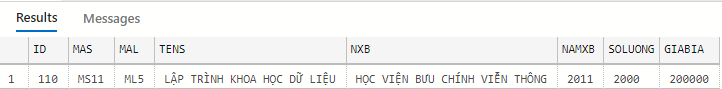 Results Messages
ID MAS MAL TENS NXB NAMXB SOLUONG GIABIA
1 110 MS11 ML5 LẬP TRÌNH KHOA HỌC DỮ LIỆU HỌC VIỆN BƯU CHÍNH VIỄN THÔNG 2011 2000 200000